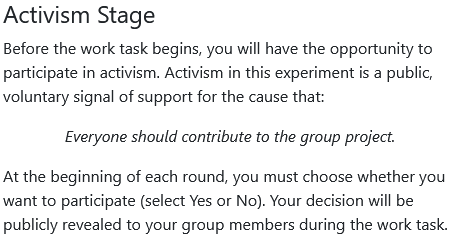 Activism Stage
Before the work task begins, you will have the opportunity to
participate in activism. Activism in this experiment is a public,
voluntary signal of support for the cause that:
Everyone should contribute to the group project.
At the beginning of each round, you must choose whether you
want to participate (select Yes or No). Your decision will be
publicly revealed to your group members during the work task.